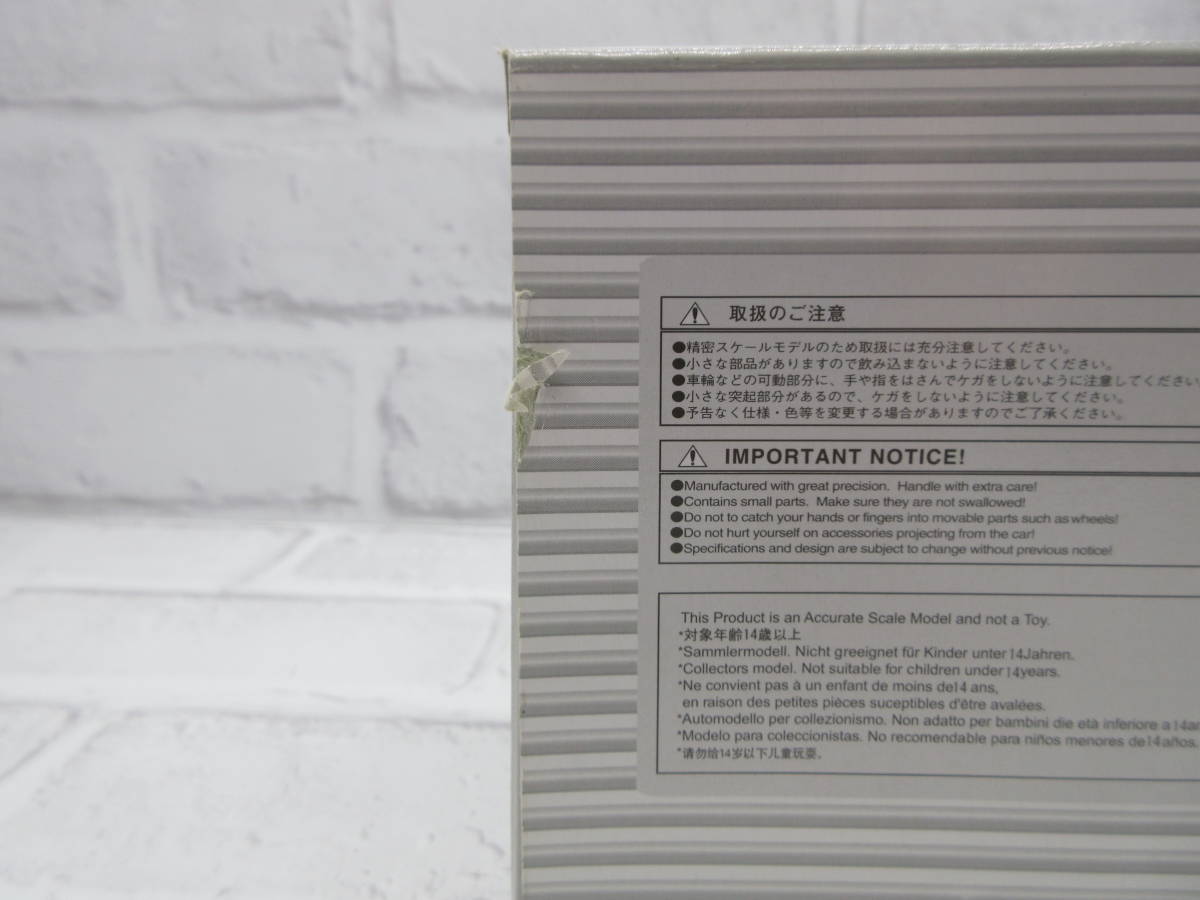 取扱のご注意
●精密スケールモデルのため取扱には充分注意してください。
●小さな部品がありますので飲み込まないように注意してください。
●車輪などの可動部分に、手や指をはさんでケガをしないように注意してください
●小さな突起部分があるので、ケガをしないように注意してください。
●予告なく仕様・色等を変更する場合がありますのでご了承ください。
IMPORTANT NOTICE!
●Manufactured with great precision. Handle with extra care!
●Contains small parts. Make sure they are not swallowed!
●Do not to catch your hands or fingers into movable parts such as wheels!
●Do not hurt yourself on accessories projecting from the car!
●Specifications and design are subject to change without previous notice!
This Product is an Accurate Scale Model and not a Toy.
*対象年齢14歳以上
*Sammlermodell. Nicht greeignet für Kinder unter 14Jahren.
*Collectors model. Not suitable for children under 14years.
*Ne convient pas à un enfant de moins de14 ans,
en raison des petites pièces suceptibles d'être avalées.
*Automodello per collezionismo. Non adatto per bambini die età inferiore a 14an
*Modelo para coleccionistas. No recomendable para niños menores de14años.
*请勿给14岁以下儿童玩耍。